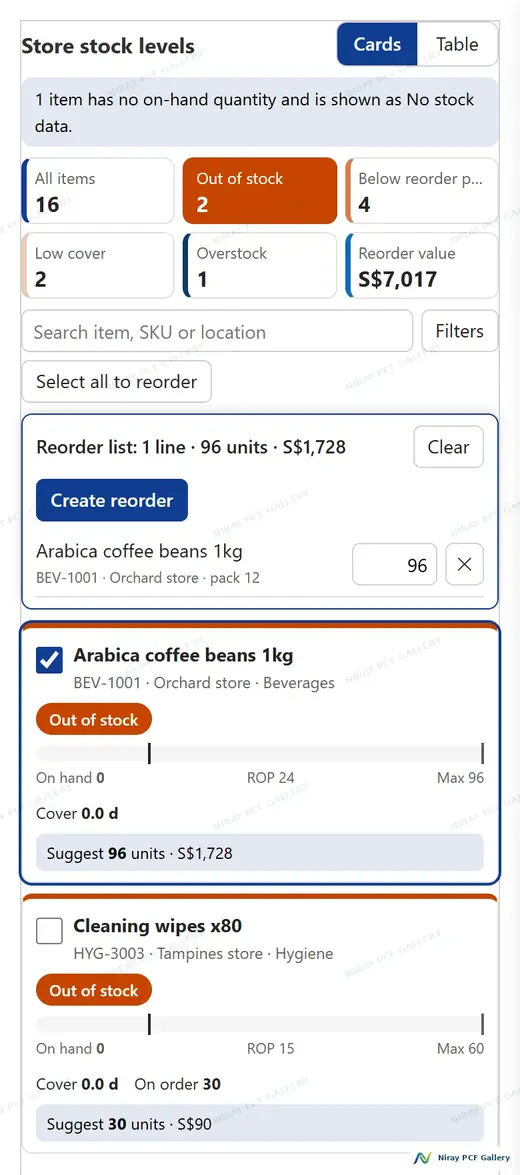 Store stock levels
Cards
Table
1 item has no on-hand quantity and is shown as No stock
data.
All items
16
Out of stock
2
Below reorder p...
4
Low cover
2
Overstock
1
Reorder value
S$7,017
Search item, SKU or location
Filters
Select all to reorder
Reorder list: 1 line · 96 units · S$1,728
Clear
Create reorder
Arabica coffee beans 1kg
BEV-1001 · Orchard store · pack 12
96
Arabica coffee beans 1kg
BEV-1001 · Orchard store · Beverages
Out of stock
On hand 0
ROP 24
Max 96
Cover 0.0 d
Suggest 96 units · S$1,728
Cleaning wipes x80
HYG-3003 · Tampines store · Hygiene
Out of stock
On hand 0
ROP 15
Max 60
Cover 0.0 d On order 30
Suggest 30 units · S$90
Niray PCF Gallery